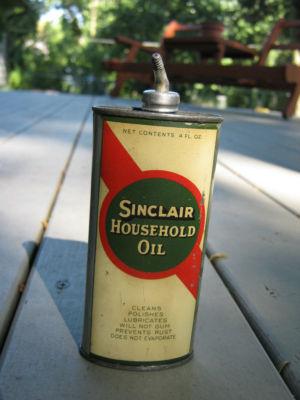 NET CONTENTS 4 FL. OZ.
SINCLAIR
HOUSEHOLD
OIL
CLEANS
POLISHES
LUBRICATES
WILL NOT GUM
PREVENTS RUST
DOES NOT EVAPORATE